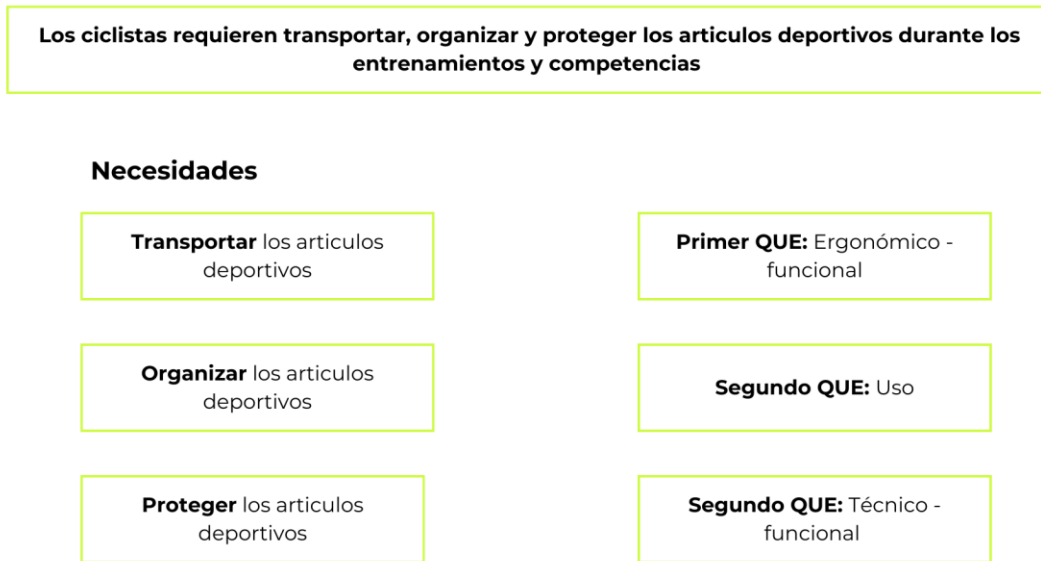 Los ciclistas requieren transportar, organizar y proteger los articulos deportivos durante los
entrenamientos y competencias
Necesidades
Transportar los articulos
deportivos
Primer QUE: Ergonómico -
funcional
Organizar los articulos
deportivos
Segundo QUE: Uso
Proteger los articulos
deportivos
Segundo QUE: Técnico -
funcional